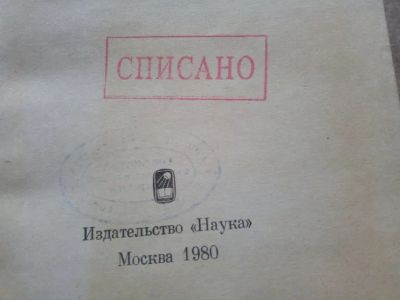 СПИСАНО
Издательство «Наука»
Москва 1980